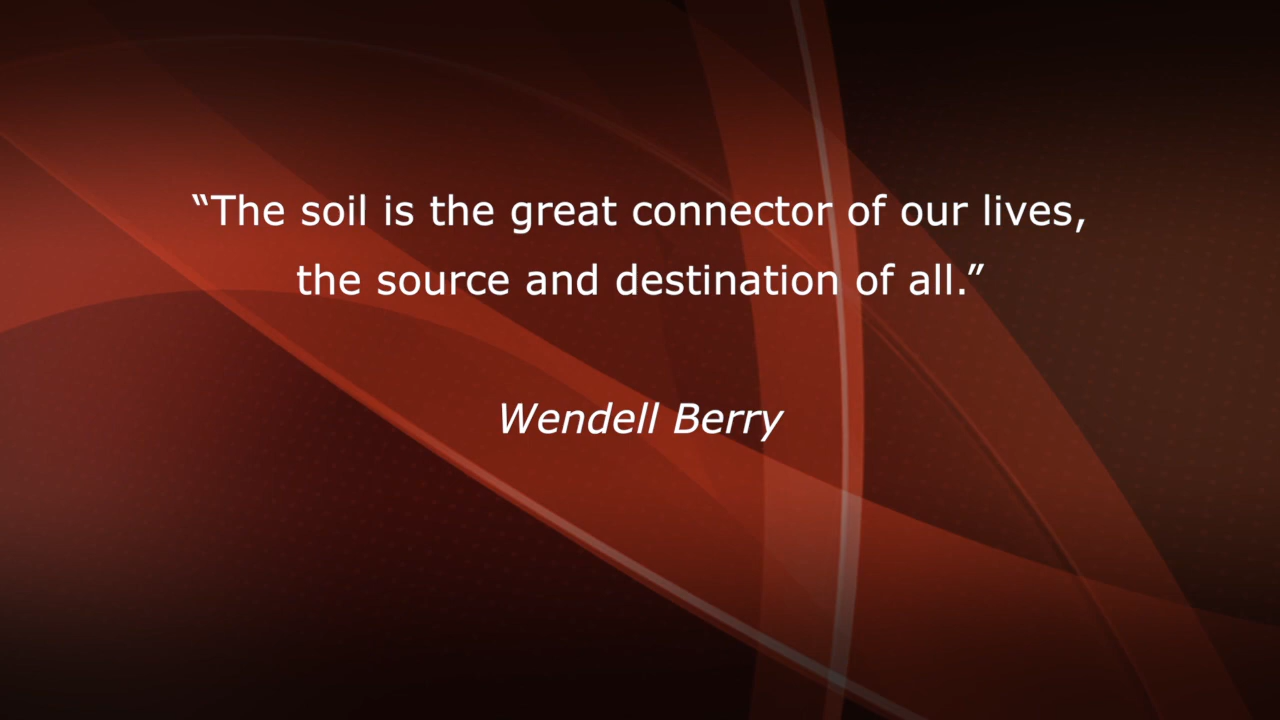 “The soil is the great connector of our lives,
the source and destination of all.”
Wendell Berry